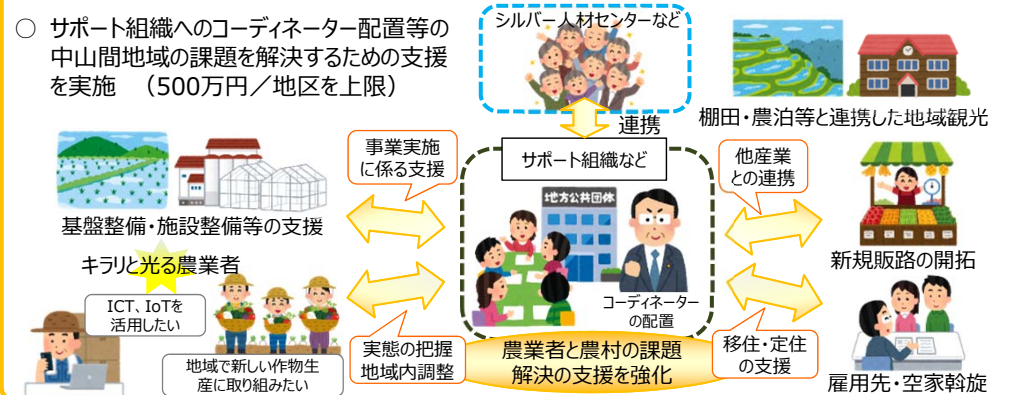 ○ サポート組織へのコーディネーター配置等の
中山間地域の課題を解決するための支援
を実施　（500万円／地区を上限）
シルバー人材センターなど
連携
棚田・農泊等と連携した地域観光
事業実施
に係る支援
サポート組織など
他産業
との連携
地方公共団体
基盤整備・施設整備等の支援
新規販路の開拓
キラリと光る農業者
ICT、IoTを
活用したい
地域で新しい作物生
産に取り組みたい
実態の把握
地域内調整
コーディネーター
の配置
農業者と農村の課題
解決の支援を強化
移住・定住
の支援
雇用先・空家斡旋